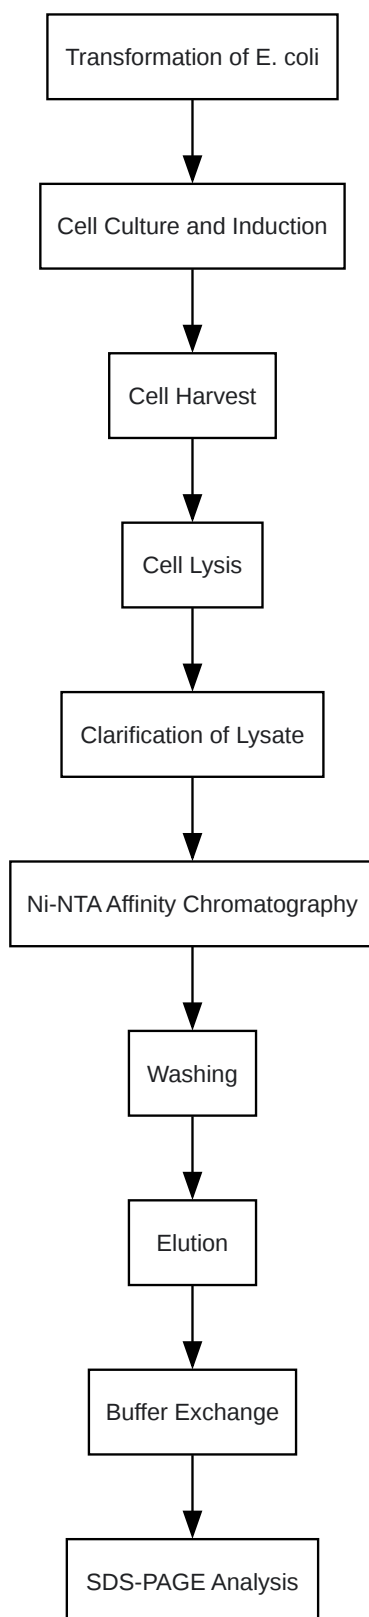 Transformation of E. coli
Cell Culture and Induction
Cell Harvest
Cell Lysis
Clarification of Lysate
Ni-NTA Affinity Chromatography
Washing
Elution
Buffer Exchange
SDS-PAGE Analysis